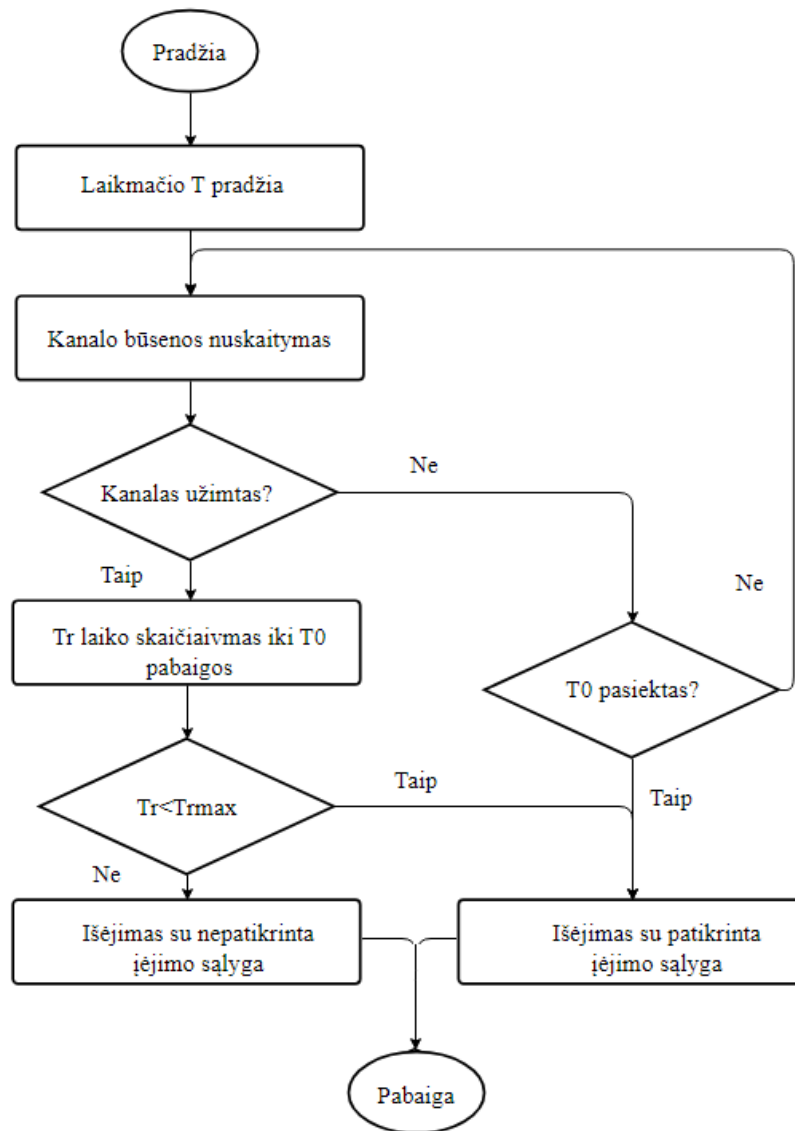 Pradžia
Laikmačio T pradžia
Kanalo būsenos nuskaitymas
Ne
Kanalas užimtas?
Taip
Ne
Tr laiko skaičiaivmas iki T0
pabaigos
T0 pasiektas?
Taip
Taip
Tr<Trmax
Ne
Išėjimas su nepatikrinta
įėjimo sąlyga
Išėjimas su patikrinta
įėjimo sąlyga
Pabaiga